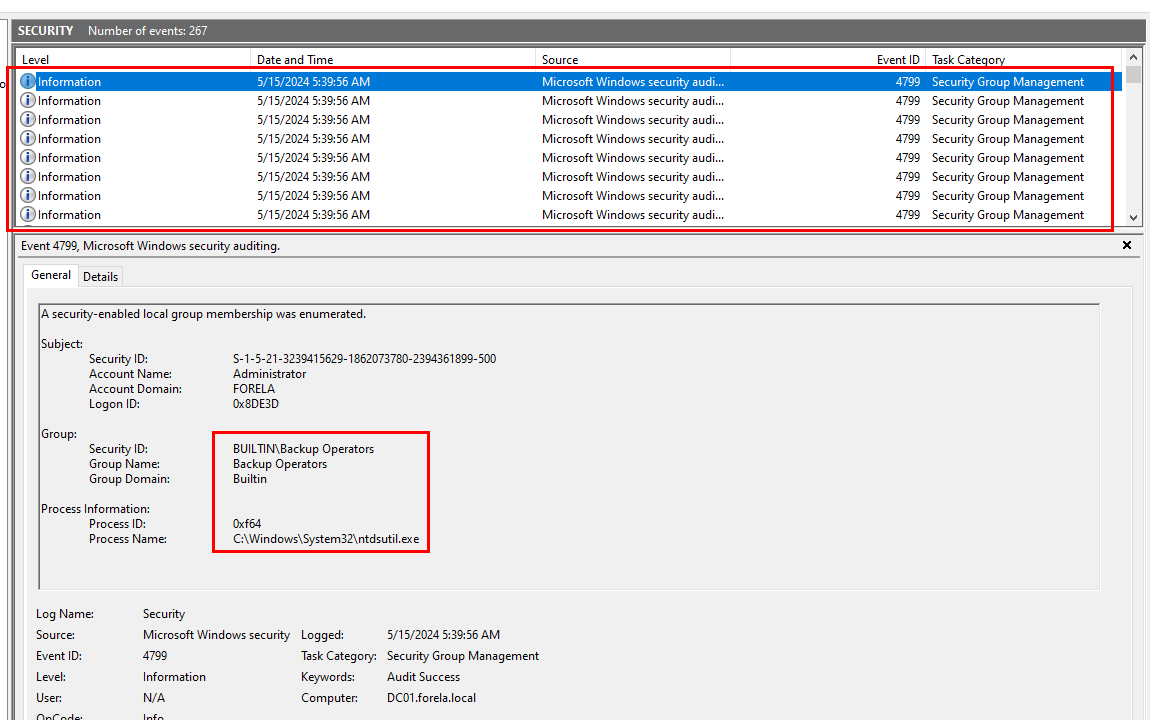 SECURITY Number of events: 267
Level Date and Time Source Event ID Task Category
Information 5/15/2024 5:39:56 AM Microsoft Windows security audi... 4799 Security Group Management
Information 5/15/2024 5:39:56 AM Microsoft Windows security audi... 4799 Security Group Management
Information 5/15/2024 5:39:56 AM Microsoft Windows security audi... 4799 Security Group Management
Information 5/15/2024 5:39:56 AM Microsoft Windows security audi... 4799 Security Group Management
Information 5/15/2024 5:39:56 AM Microsoft Windows security audi... 4799 Security Group Management
Information 5/15/2024 5:39:56 AM Microsoft Windows security audi... 4799 Security Group Management
Information 5/15/2024 5:39:56 AM Microsoft Windows security audi... 4799 Security Group Management
Information 5/15/2024 5:39:56 AM Microsoft Windows security audi... 4799 Security Group Management
Event 4799, Microsoft Windows security auditing.
General Details
A security-enabled local group membership was enumerated.
Subject:
Security ID: S-1-5-21-3239415629-1862073780-2394361899-500
Account Name: Administrator
Account Domain: FORELA
Logon ID: 0x8DE3D
Group:
Security ID: BUILTIN\Backup Operators
Group Name: Backup Operators
Group Domain: Builtin
Process Information:
Process ID: 0xf64
Process Name: C:\Windows\System32\ntdsutil.exe
Log Name: Security
Source: Microsoft Windows security Logged: 5/15/2024 5:39:56 AM
Event ID: 4799 Task Category: Security Group Management
Level: Information Keywords: Audit Success
User: N/A Computer: DC01.forela.local
OpCode: Info